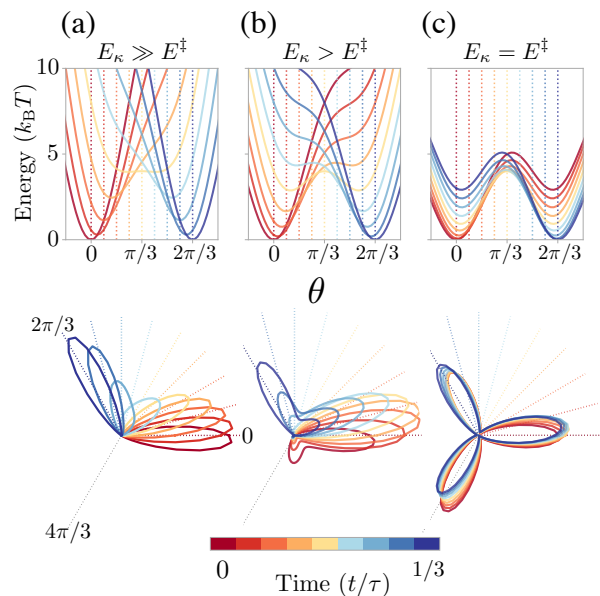 (a) (b) (c)
E_κ ≫ E‡ E_κ > E‡ E_κ = E‡
Energy (k_BT)
10
5
0
0 π/3 2π/3 0 π/3 2π/3 0 π/3 2π/3
θ
2π/3
0
4π/3
0 1/3
Time (t/τ)